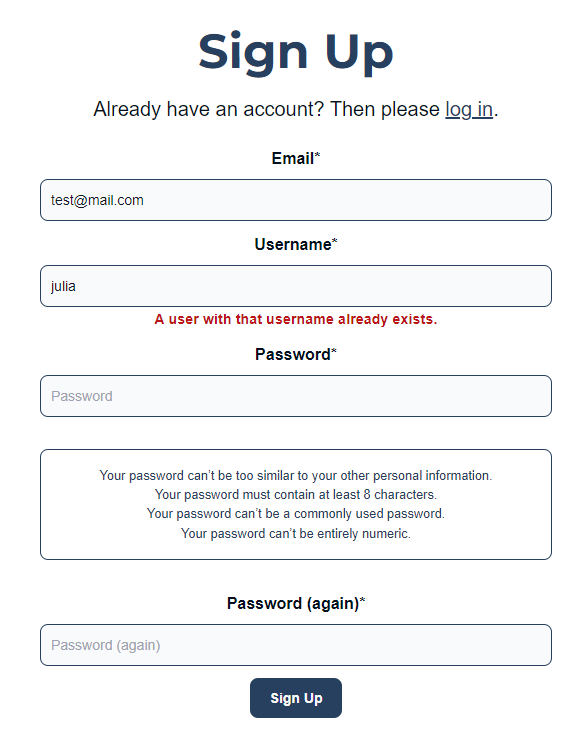 Sign Up
Already have an account? Then please log in.
Email*
test@mail.com
Username*
julia
A user with that username already exists.
Password*
Password
Your password can’t be too similar to your other personal information.
Your password must contain at least 8 characters.
Your password can’t be a commonly used password.
Your password can’t be entirely numeric.
Password (again)*
Password (again)
Sign Up